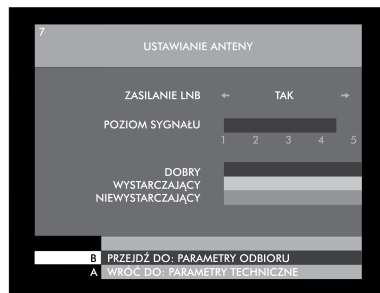 7
USTAWIANIE ANTENY
ZASILANIE LNB ← TAK →
POZIOM SYGNAŁU
1 2 3 4 5
DOBRY
WYSTARCZAJĄCY
NIEWYSTARCZAJĄCY
B PRZEJDŹ DO: PARAMETRY ODBIORU
A WRÓĆ DO: PARAMETRY TECHNICZNE